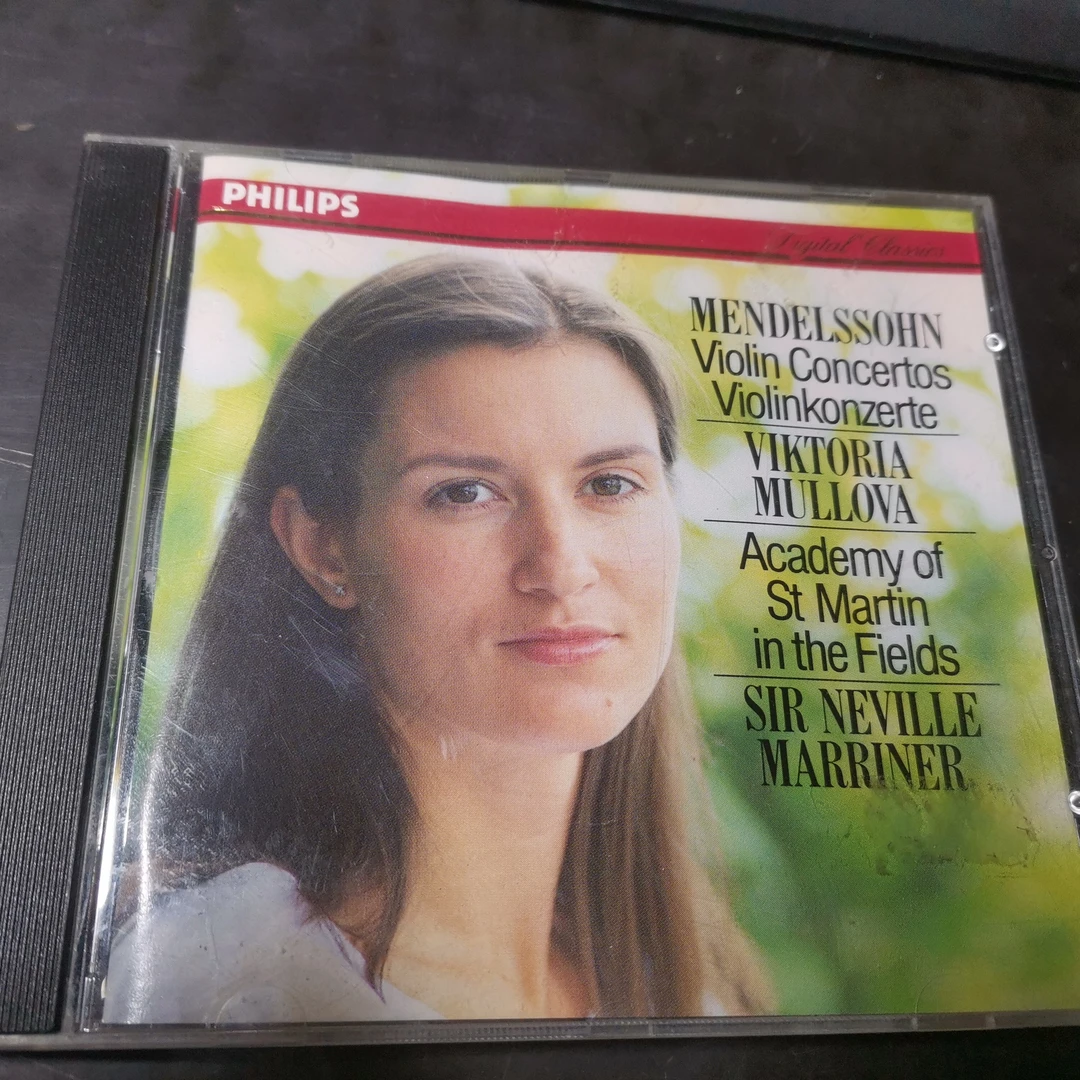 PHILIPS
Digital Classics
MENDELSSOHN
Violin Concertos
Violinkonzerte
VIKTORIA
MULLOVA
Academy of
St Martin
in the Fields
SIR NEVILLE
MARRINER